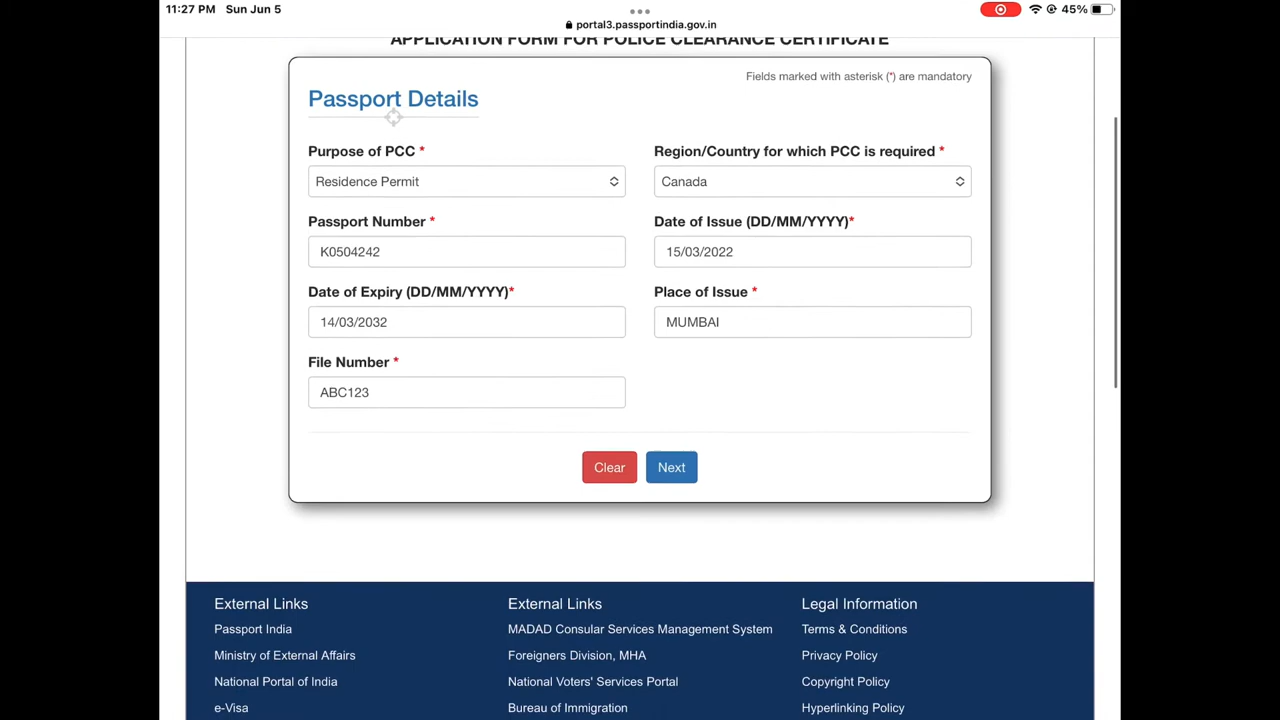 11:27 PM Sun Jun 5
45%
portal3.passportindia.gov.in
APPLICATION FORM FOR POLICE CLEARANCE CERTIFICATE
Fields marked with asterisk (*) are mandatory
Passport Details
Purpose of PCC * Region/Country for which PCC is required *
Residence Permit Canada
Passport Number * Date of Issue (DD/MM/YYYY)*
K0504242 15/03/2022
Date of Expiry (DD/MM/YYYY)* Place of Issue *
14/03/2032 MUMBAI
File Number *
ABC123
Clear Next
External Links External Links Legal Information
Passport India MADAD Consular Services Management System Terms & Conditions
Ministry of External Affairs Foreigners Division, MHA Privacy Policy
National Portal of India National Voters' Services Portal Copyright Policy
e-Visa Bureau of Immigration Hyperlinking Policy